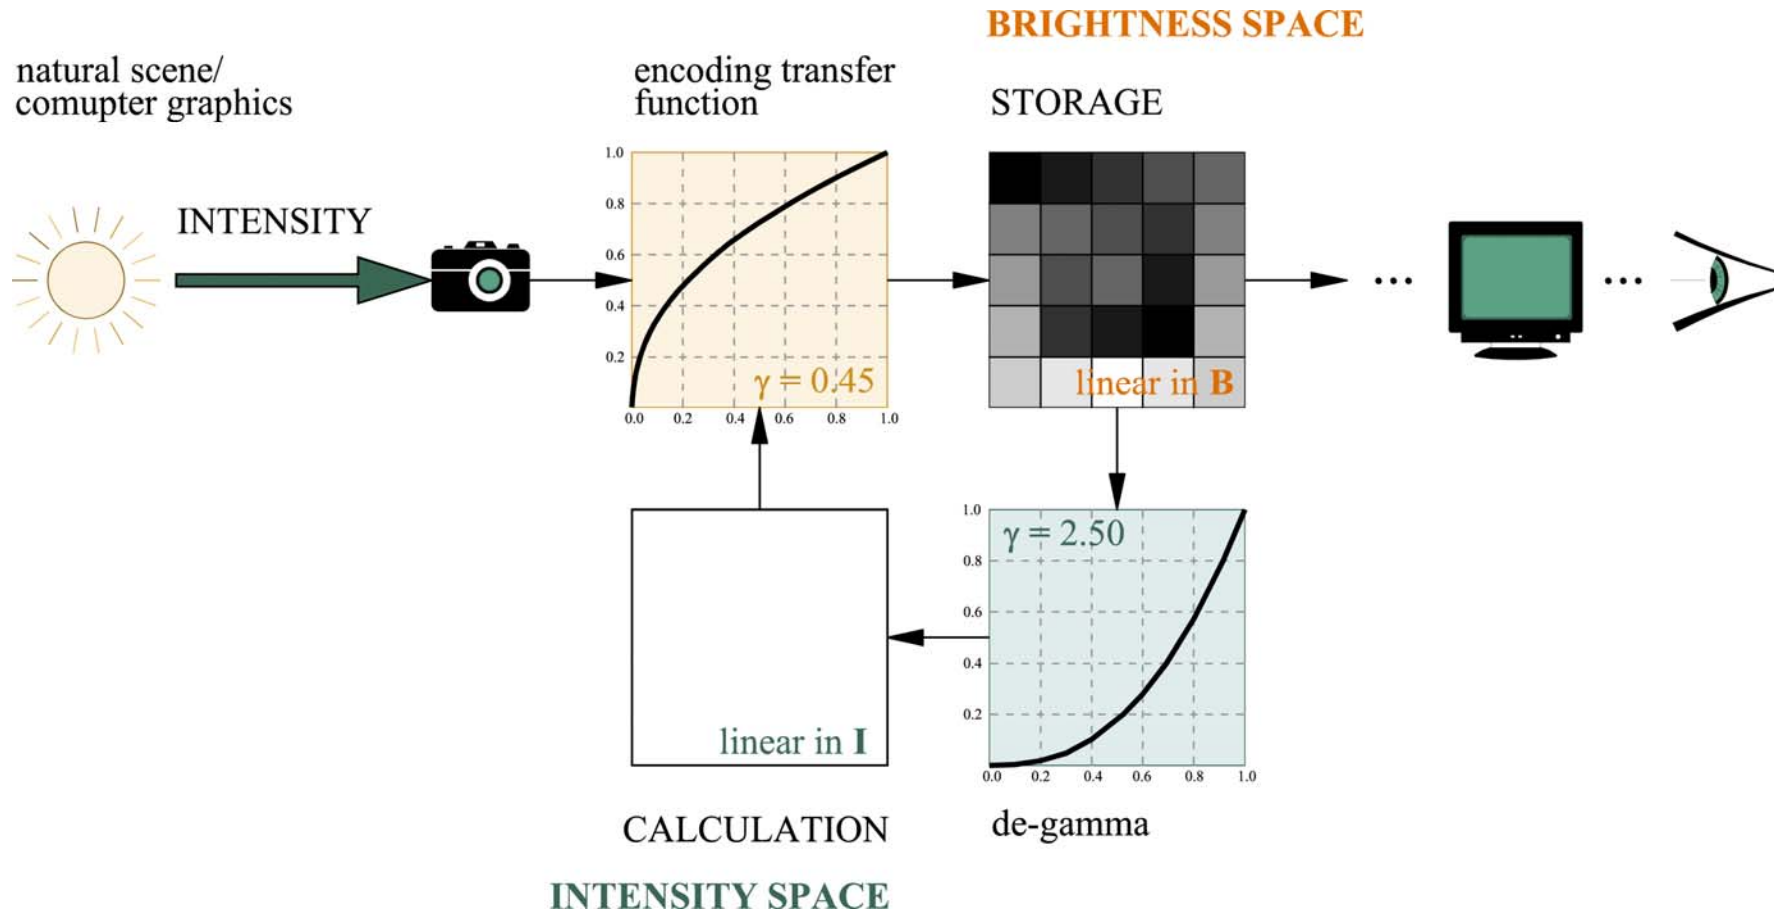 BRIGHTNESS SPACE
natural scene/
comupter graphics
encoding transfer
function
STORAGE
INTENSITY
1.0
0.8
0.6
0.4
0.2
γ = 0.45
0.0 0.2 0.4 0.6 0.8 1.0
linear in B
...
...
1.0
0.8
0.6
0.4
0.2
γ = 2.50
0.0 0.2 0.4 0.6 0.8 1.0
linear in I
CALCULATION
de-gamma
INTENSITY SPACE